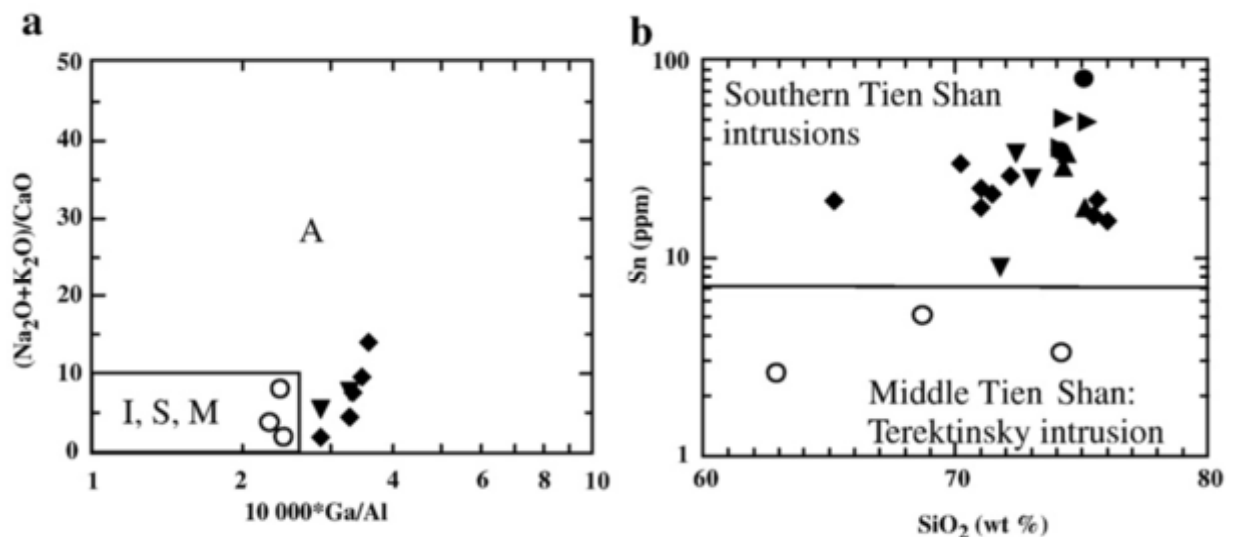 a
50
40
30
20
10
0
(Na₂O+K₂O)/CaO
A
I, S, M
1
2
4
6
8
10
10 000*Ga/Al
b
100
10
1
Sn (ppm)
Southern Tien Shan
intrusions
Middle Tien Shan:
Terektinsky intrusion
60
70
80
SiO₂ (wt %)